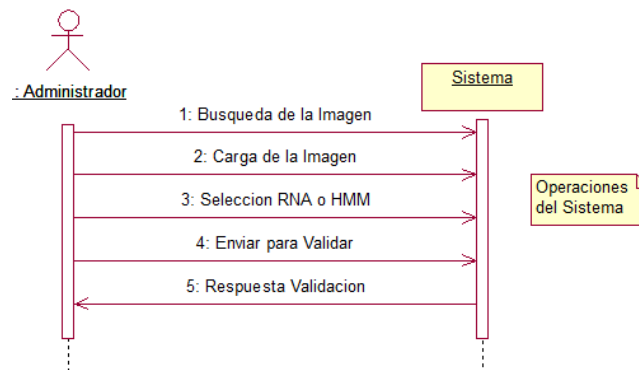 : Administrador
Sistema
1: Busqueda de la Imagen
2: Carga de la Imagen
3: Seleccion RNA o HMM
4: Enviar para Validar
5: Respuesta Validacion
Operaciones
del Sistema